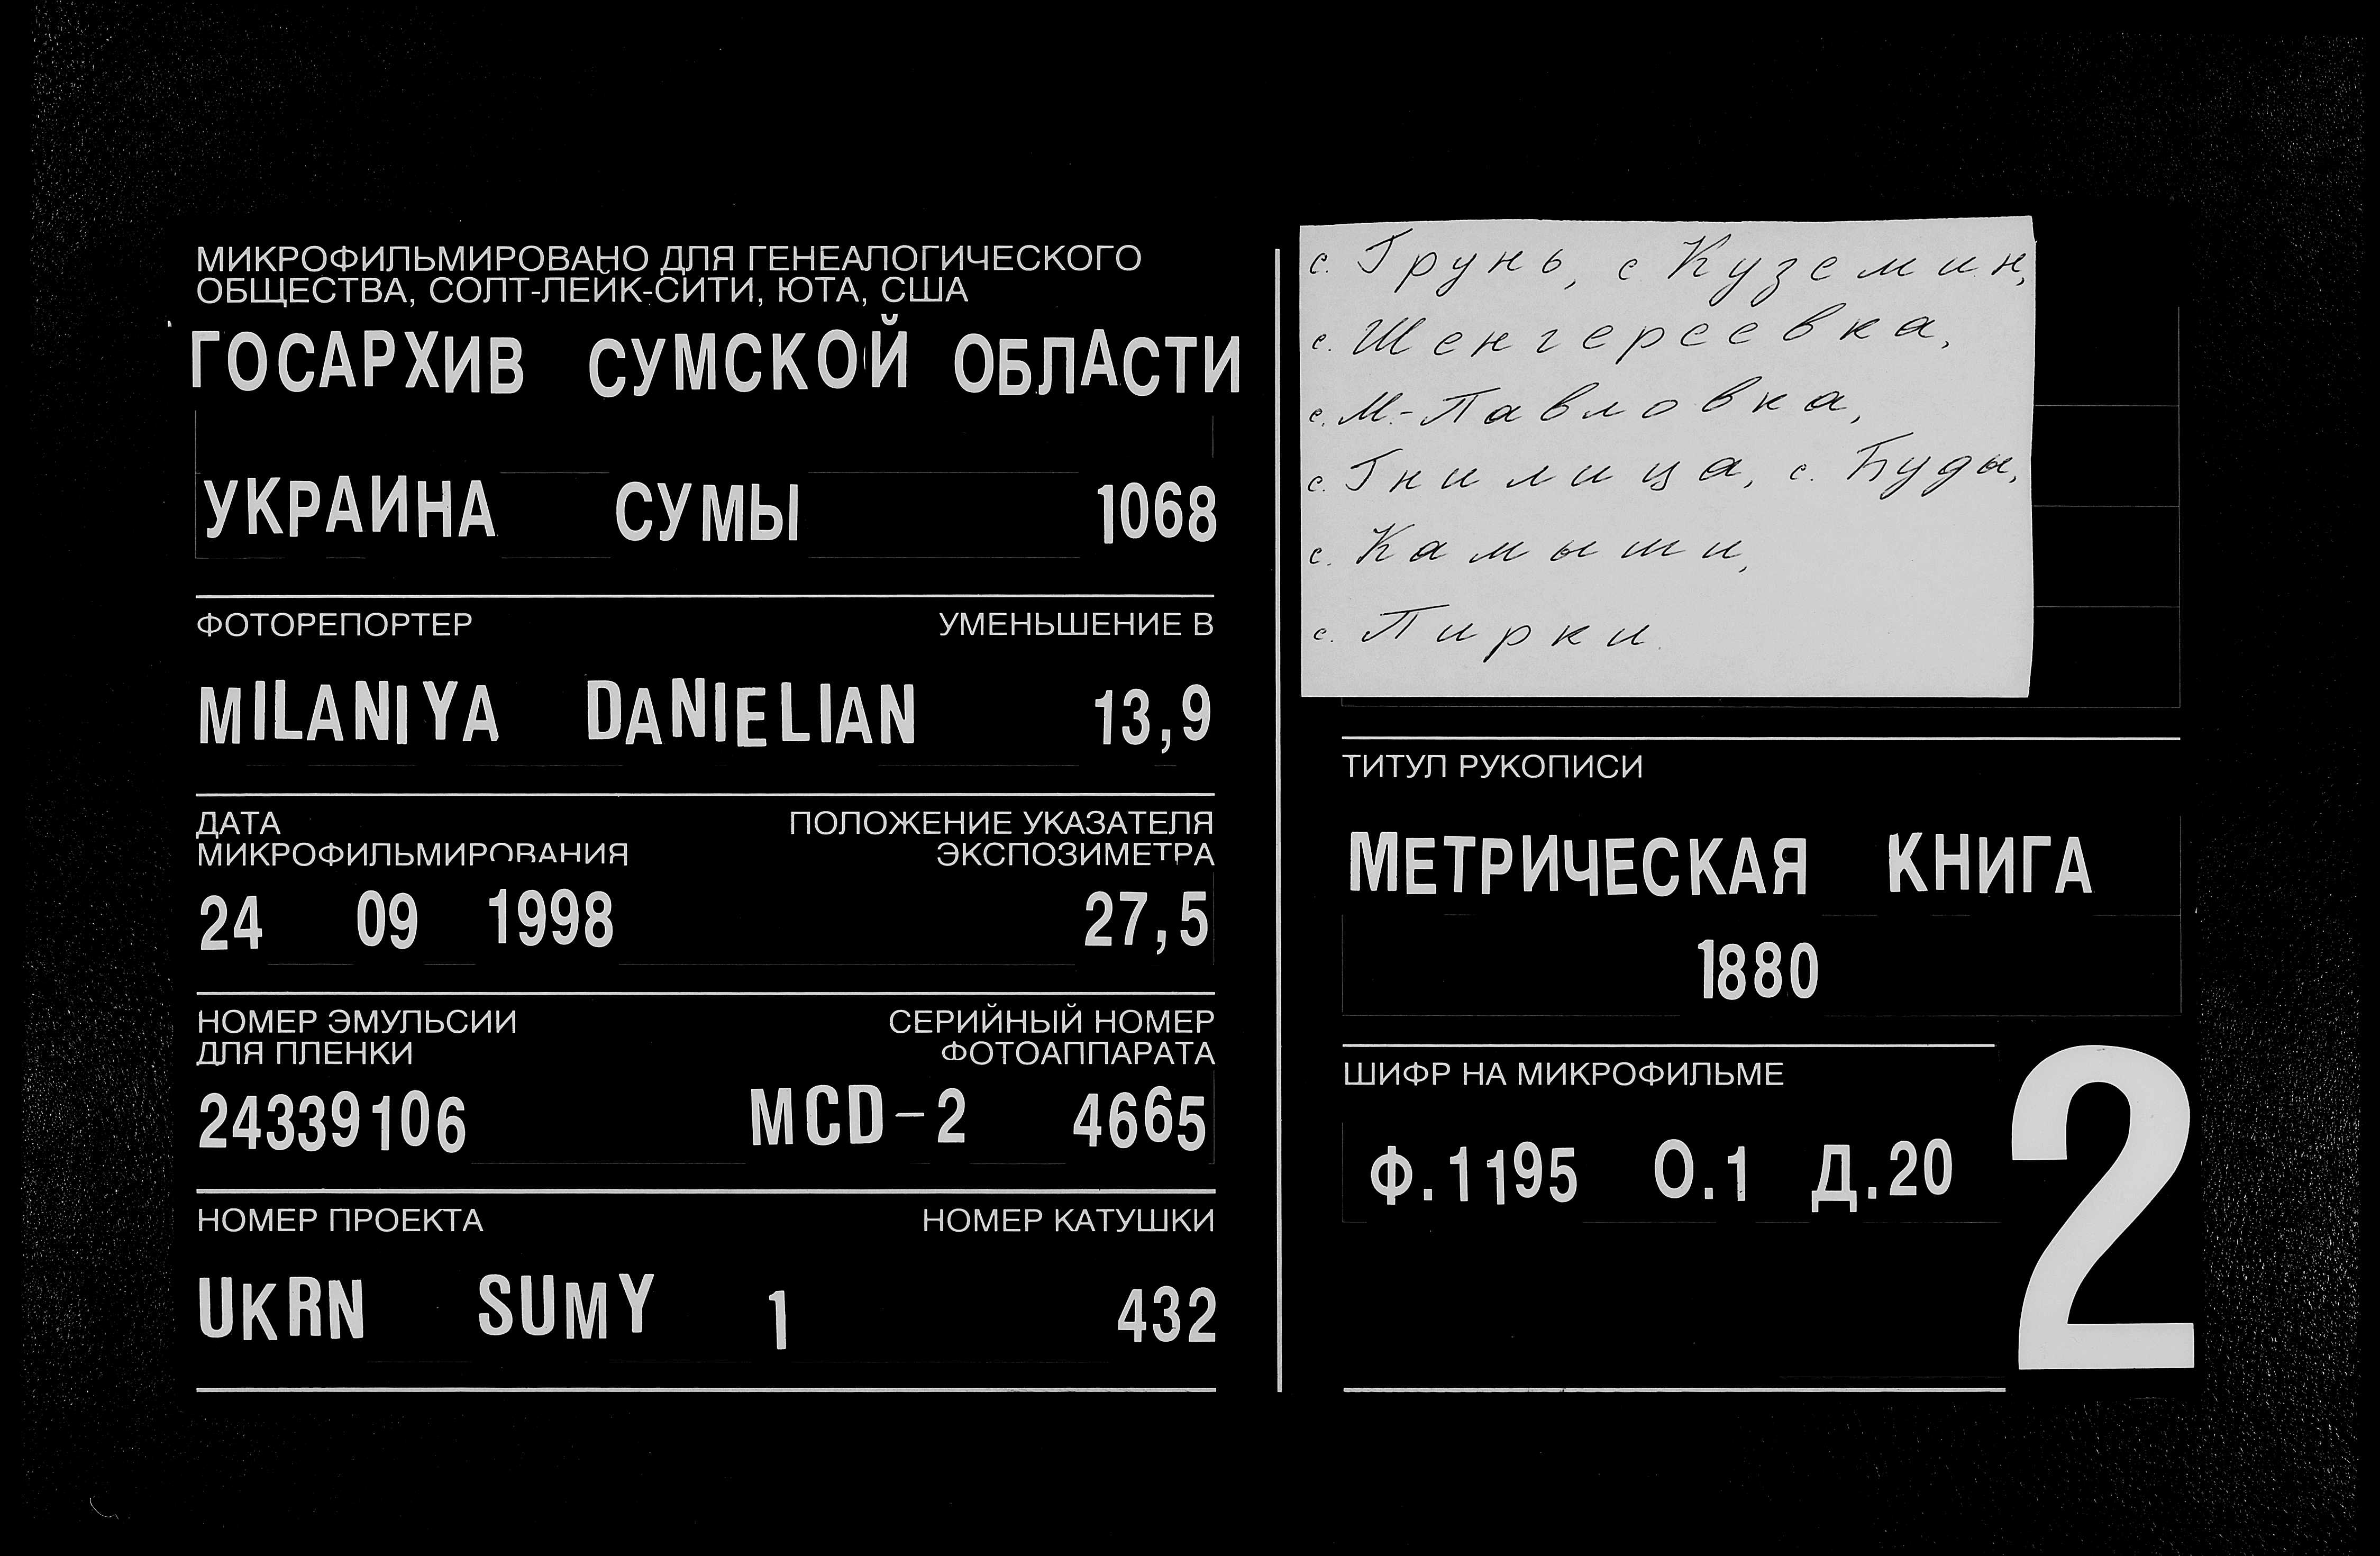 МИКРОФИЛЬМИРОВАНО ДЛЯ ГЕНЕАЛОГИЧЕСКОГО
ОБЩЕСТВА, СОЛТ-ЛЕЙК-СИТИ, ЮТА, США
ГОСАРХИВ СУМСКОЙ ОБЛАСТИ
УКРАИНА СУМЫ 1068
ФОТОРЕПОРТЕР УМЕНЬШЕНИЕ В
MILANIYA DANIELIAN 13,9
ДАТА ПОЛОЖЕНИЕ УКАЗАТЕЛЯ
МИКРОФИЛЬМИРОВАНИЯ ЭКСПОЗИМЕТРА
24 09 1998 27,5
НОМЕР ЭМУЛЬСИИ СЕРИЙНЫЙ НОМЕР
ДЛЯ ПЛЕНКИ ФОТОАППАРАТА
24339106 MCD-2 4665
НОМЕР ПРОЕКТА НОМЕР КАТУШКИ
UKRN SUMY 1 432
с. Грунь, с Куземин,
с. Шенгереевка,
с. М.-Павловка,
с. Гнилица, с. Буды,
с. Камыши,
с. Пирки.
ТИТУЛ РУКОПИСИ
МЕТРИЧЕСКАЯ КНИГА
1880
ШИФР НА МИКРОФИЛЬМЕ
Ф.1195 О.1 Д.20
2